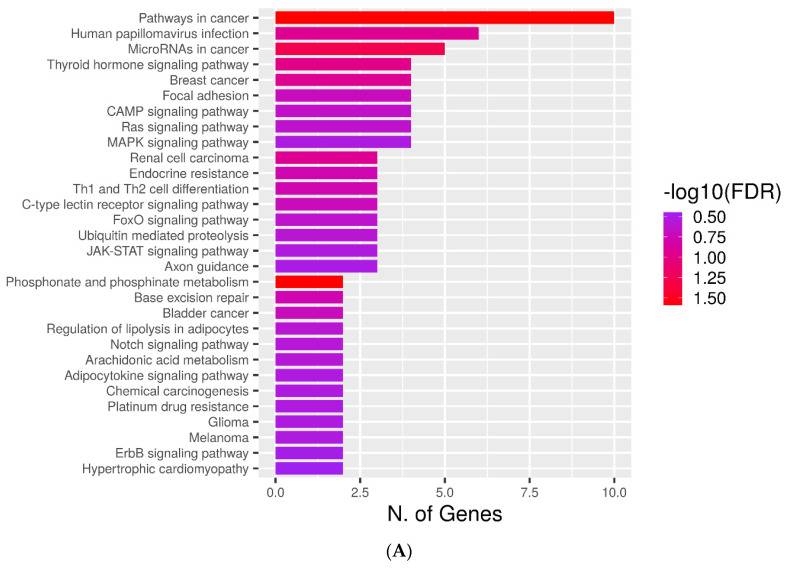 Pathways in cancer
Human papillomavirus infection
MicroRNAs in cancer
Thyroid hormone signaling pathway
Breast cancer
Focal adhesion
CAMP signaling pathway
Ras signaling pathway
MAPK signaling pathway
Renal cell carcinoma
Endocrine resistance
Th1 and Th2 cell differentiation
C-type lectin receptor signaling pathway
FoxO signaling pathway
Ubiquitin mediated proteolysis
JAK-STAT signaling pathway
Axon guidance
Phosphonate and phosphinate metabolism
Base excision repair
Bladder cancer
Regulation of lipolysis in adipocytes
Notch signaling pathway
Arachidonic acid metabolism
Adipocytokine signaling pathway
Chemical carcinogenesis
Platinum drug resistance
Glioma
Melanoma
ErbB signaling pathway
Hypertrophic cardiomyopathy
0.0 2.5 5.0 7.5 10.0
N. of Genes
-log10(FDR)
0.50
0.75
1.00
1.25
1.50
(A)